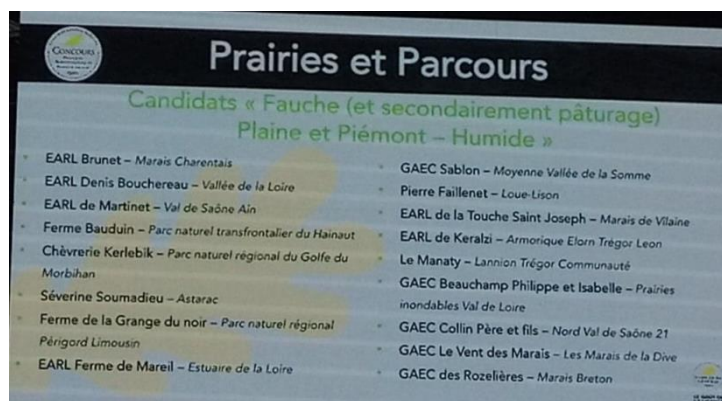 CONCOURS
Prairies et Parcours
Candidats « Fauche (et secondairement pâturage)
Plaine et Piémont – Humide »
EARL Brunet – Marais Charentais
EARL Denis Bouchereau – Vallée de la Loire
EARL de Martinet – Val de Saône Ain
Ferme Bauduin – Parc naturel transfrontalier du Hainaut
Chèvrerie Kerlebik – Parc naturel régional du Golfe du
Morbihan
Séverine Soumadieu – Astarac
Ferme de la Grange du noir – Parc naturel régional
Périgord Limousin
EARL Ferme de Mareil – Estuaire de la Loire
GAEC Sablon – Moyenne Vallée de la Somme
Pierre Faillenet – Loue-Lison
EARL de la Touche Saint Joseph – Marais de Vilaine
EARL de Keralzi – Armorique Elorn Trégor Leon
Le Manaty – Lannion Trégor Communauté
GAEC Beauchamp Philippe et Isabelle – Prairies
inondables Val de Loire
GAEC Collin Père et fils – Nord Val de Saône 21
GAEC Le Vent des Marais – Les Marais de la Dive
GAEC des Rozelières – Marais Breton